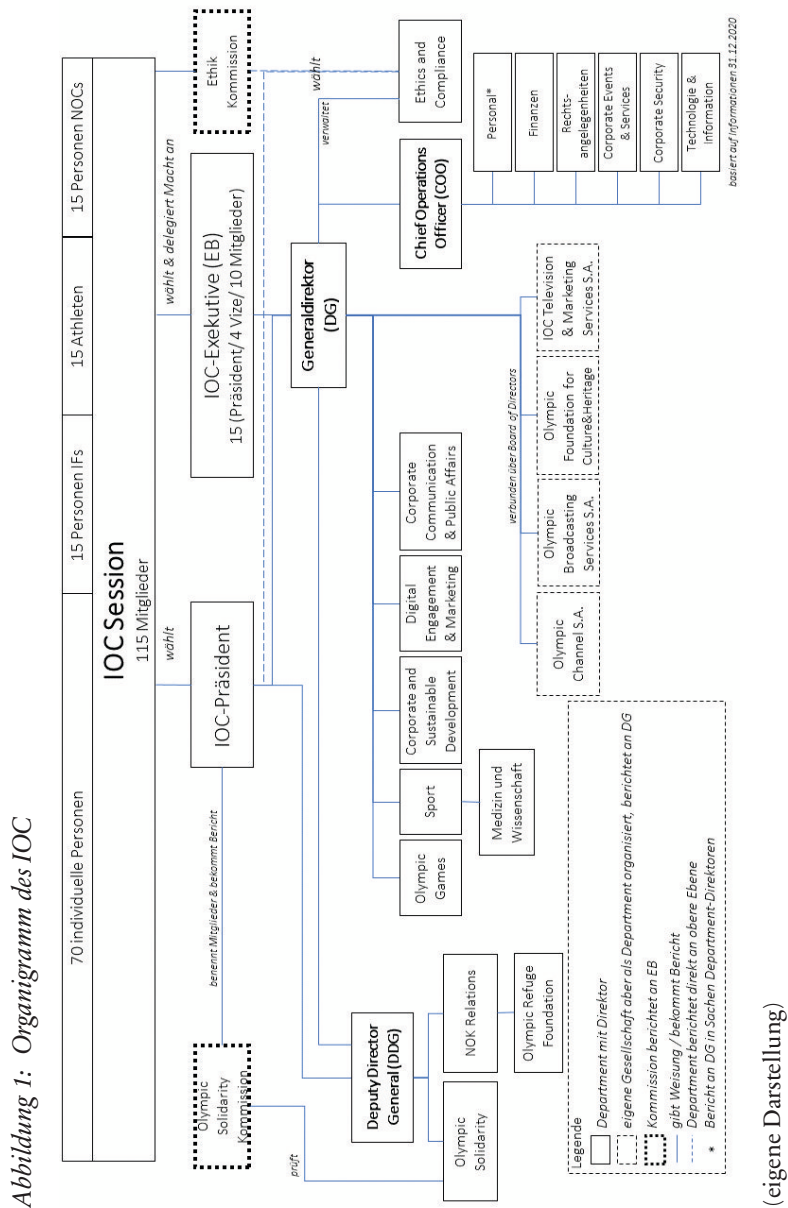 Abbildung 1: Organigramm des IOC
70 individuelle Personen
15 Personen IFs
15 Athleten
15 Personen NOCs
IOC Session
115 Mitglieder
wählt
wählt & delegiert Macht an
Olympic
Solidarity
Kommission
benennt Mitglieder & bekommt Bericht
IOC-Präsident
IOC-Exekutive (EB)
15 (Präsident/ 4 Vize/ 10 Mitglieder)
Ethik
Kommission
prüft
wählt
verwaltet
Deputy Director
General (DDG)
Generaldirektor
(DG)
Olympic
Solidarity
NOK Relations
Olympic Refuge
Foundation
Olympic
Games
Sport
Corporate and
Sustainable
Development
Digital
Engagement
& Marketing
Corporate
Communication
& Public Affairs
Chief Operations
Officer (COO)
Ethics and
Compliance
Medizin und
Wissenschaft
Personal*
Finanzen
Rechts-
angelegenheiten
Corporate Events
& Services
Corporate Security
Technologie &
Information
verbunden über Board of Directors
Olympic
Channel S.A.
Olympic
Broadcasting
Services S.A.
Olympic
Foundation for
Culture&Heritage
IOC Television
& Marketing
Services S.A.
Legende
Department mit Direktor
eigene Gesellschaft aber als Department organisiert, berichtet an DG
Kommission berichtet an EB
gibt Weisung / bekommt Bericht
Department berichtet direkt an obere Ebene
* Bericht an DG in Sachen Department-Direktoren
basiert auf Informationen 31.12.2020
(eigene Darstellung)